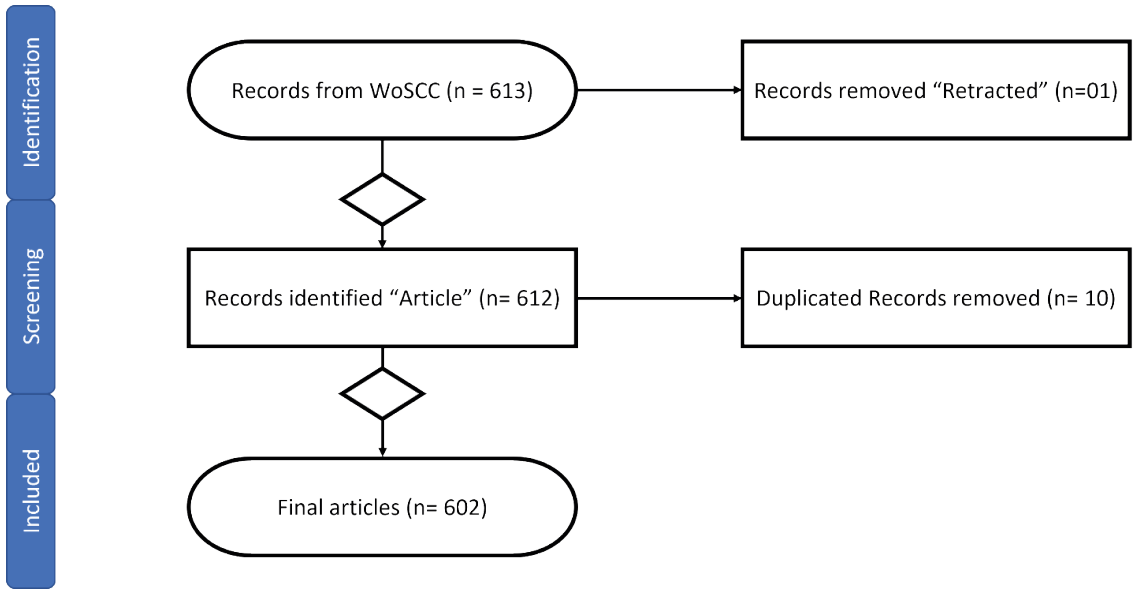 Identification
Records from WoSCC (n = 613)
Records removed “Retracted” (n=01)
Screening
Records identified “Article” (n= 612)
Duplicated Records removed (n= 10)
Included
Final articles (n= 602)